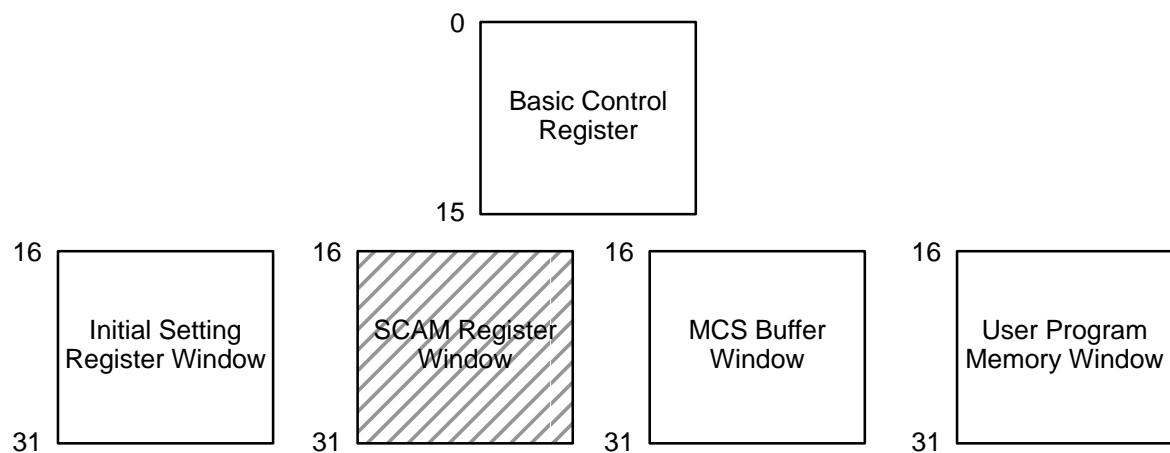 0
Basic Control
Register
15
16
Initial Setting
Register Window
31
16
SCAM Register
Window
31
16
MCS Buffer
Window
31
16
User Program
Memory Window
31